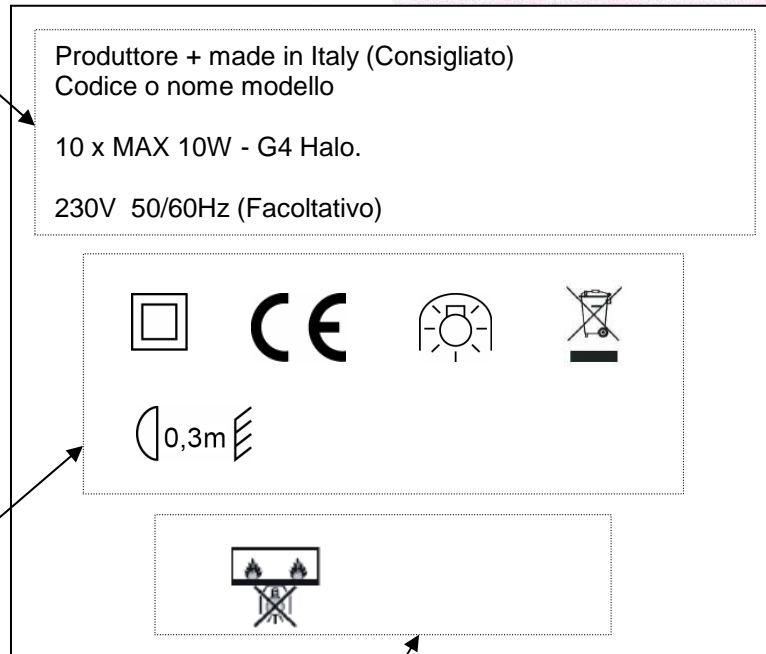 Produttore + made in Italy (Consigliato)
Codice o nome modello
10 x MAX 10W - G4 Halo.
230V 50/60Hz (Facoltativo)
CE
0,3m